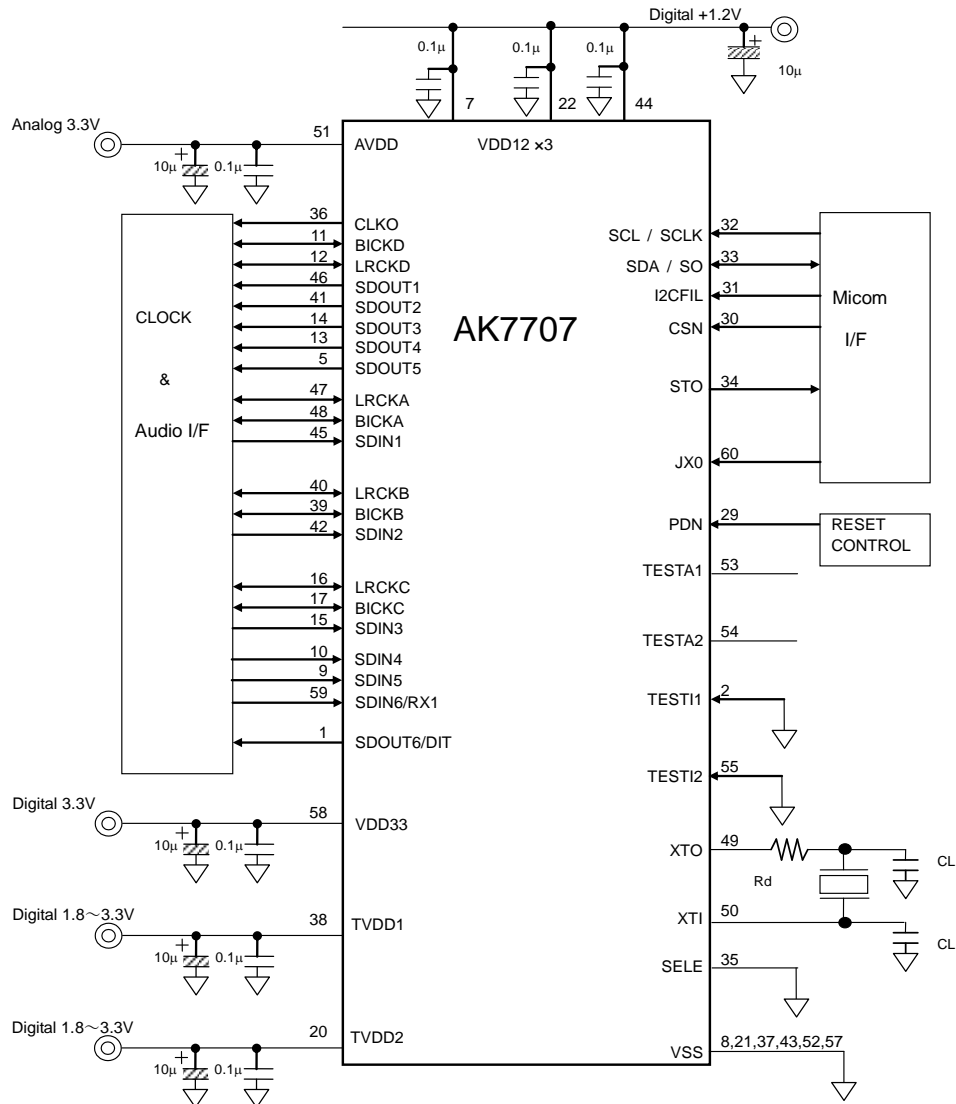 Digital +1.2V
0.1μ
0.1μ
0.1μ
+
10μ
7
22
44
Analog 3.3V
51
AVDD
VDD12 ×3
+
10μ
0.1μ
AK7707
CLOCK
&
Audio I/F
36
CLKO
11
BICKD
12
LRCKD
46
SDOUT1
41
SDOUT2
14
SDOUT3
13
SDOUT4
5
SDOUT5
47
LRCKA
48
BICKA
45
SDIN1
40
LRCKB
39
BICKB
42
SDIN2
16
LRCKC
17
BICKC
15
SDIN3
10
SDIN4
9
SDIN5
59
SDIN6/RX1
1
SDOUT6/DIT
Digital 3.3V
58
VDD33
+
10μ
0.1μ
Digital 1.8～3.3V
38
TVDD1
+
10μ
0.1μ
Digital 1.8～3.3V
20
TVDD2
+
10μ
0.1μ
SCL / SCLK
32
SDA / SO
33
I2CFIL
31
CSN
30
STO
34
JX0
60
Micom
I/F
PDN
29
RESET
CONTROL
TESTA1
53
TESTA2
54
TESTI1
2
TESTI2
55
XTO
49
Rd
CL
XTI
50
CL
SELE
35
VSS
8,21,37,43,52,57